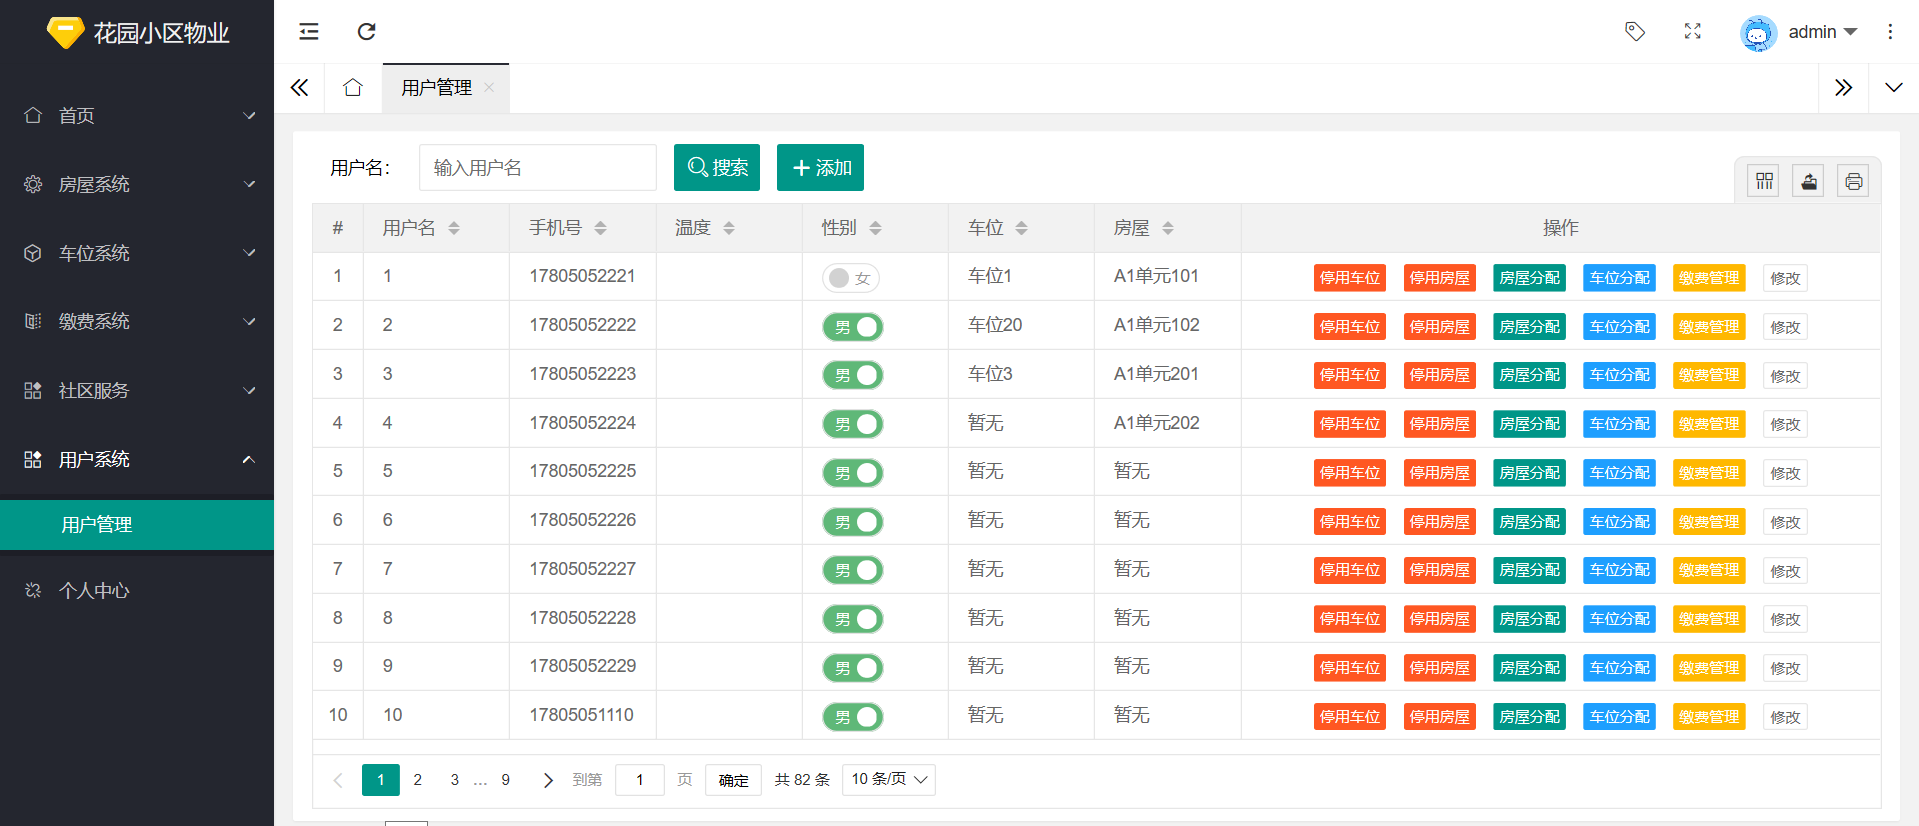 花园小区物业
首页
房屋系统
车位系统
缴费系统
社区服务
用户系统
用户管理
个人中心
admin
用户管理
用户名: 输入用户名 搜索 添加
# 用户名 手机号 温度 性别 车位 房屋 操作
1 1 17805052221 女 车位1 A1单元101 停用车位 停用房屋 房屋分配 车位分配 缴费管理 修改
2 2 17805052222 男 车位20 A1单元102 停用车位 停用房屋 房屋分配 车位分配 缴费管理 修改
3 3 17805052223 男 车位3 A1单元201 停用车位 停用房屋 房屋分配 车位分配 缴费管理 修改
4 4 17805052224 男 暂无 A1单元202 停用车位 停用房屋 房屋分配 车位分配 缴费管理 修改
5 5 17805052225 男 暂无 暂无 停用车位 停用房屋 房屋分配 车位分配 缴费管理 修改
6 6 17805052226 男 暂无 暂无 停用车位 停用房屋 房屋分配 车位分配 缴费管理 修改
7 7 17805052227 男 暂无 暂无 停用车位 停用房屋 房屋分配 车位分配 缴费管理 修改
8 8 17805052228 男 暂无 暂无 停用车位 停用房屋 房屋分配 车位分配 缴费管理 修改
9 9 17805052229 男 暂无 暂无 停用车位 停用房屋 房屋分配 车位分配 缴费管理 修改
10 10 17805051110 男 暂无 暂无 停用车位 停用房屋 房屋分配 车位分配 缴费管理 修改
1 2 3 … 9 到第 1 页 确定 共 82 条 10 条/页